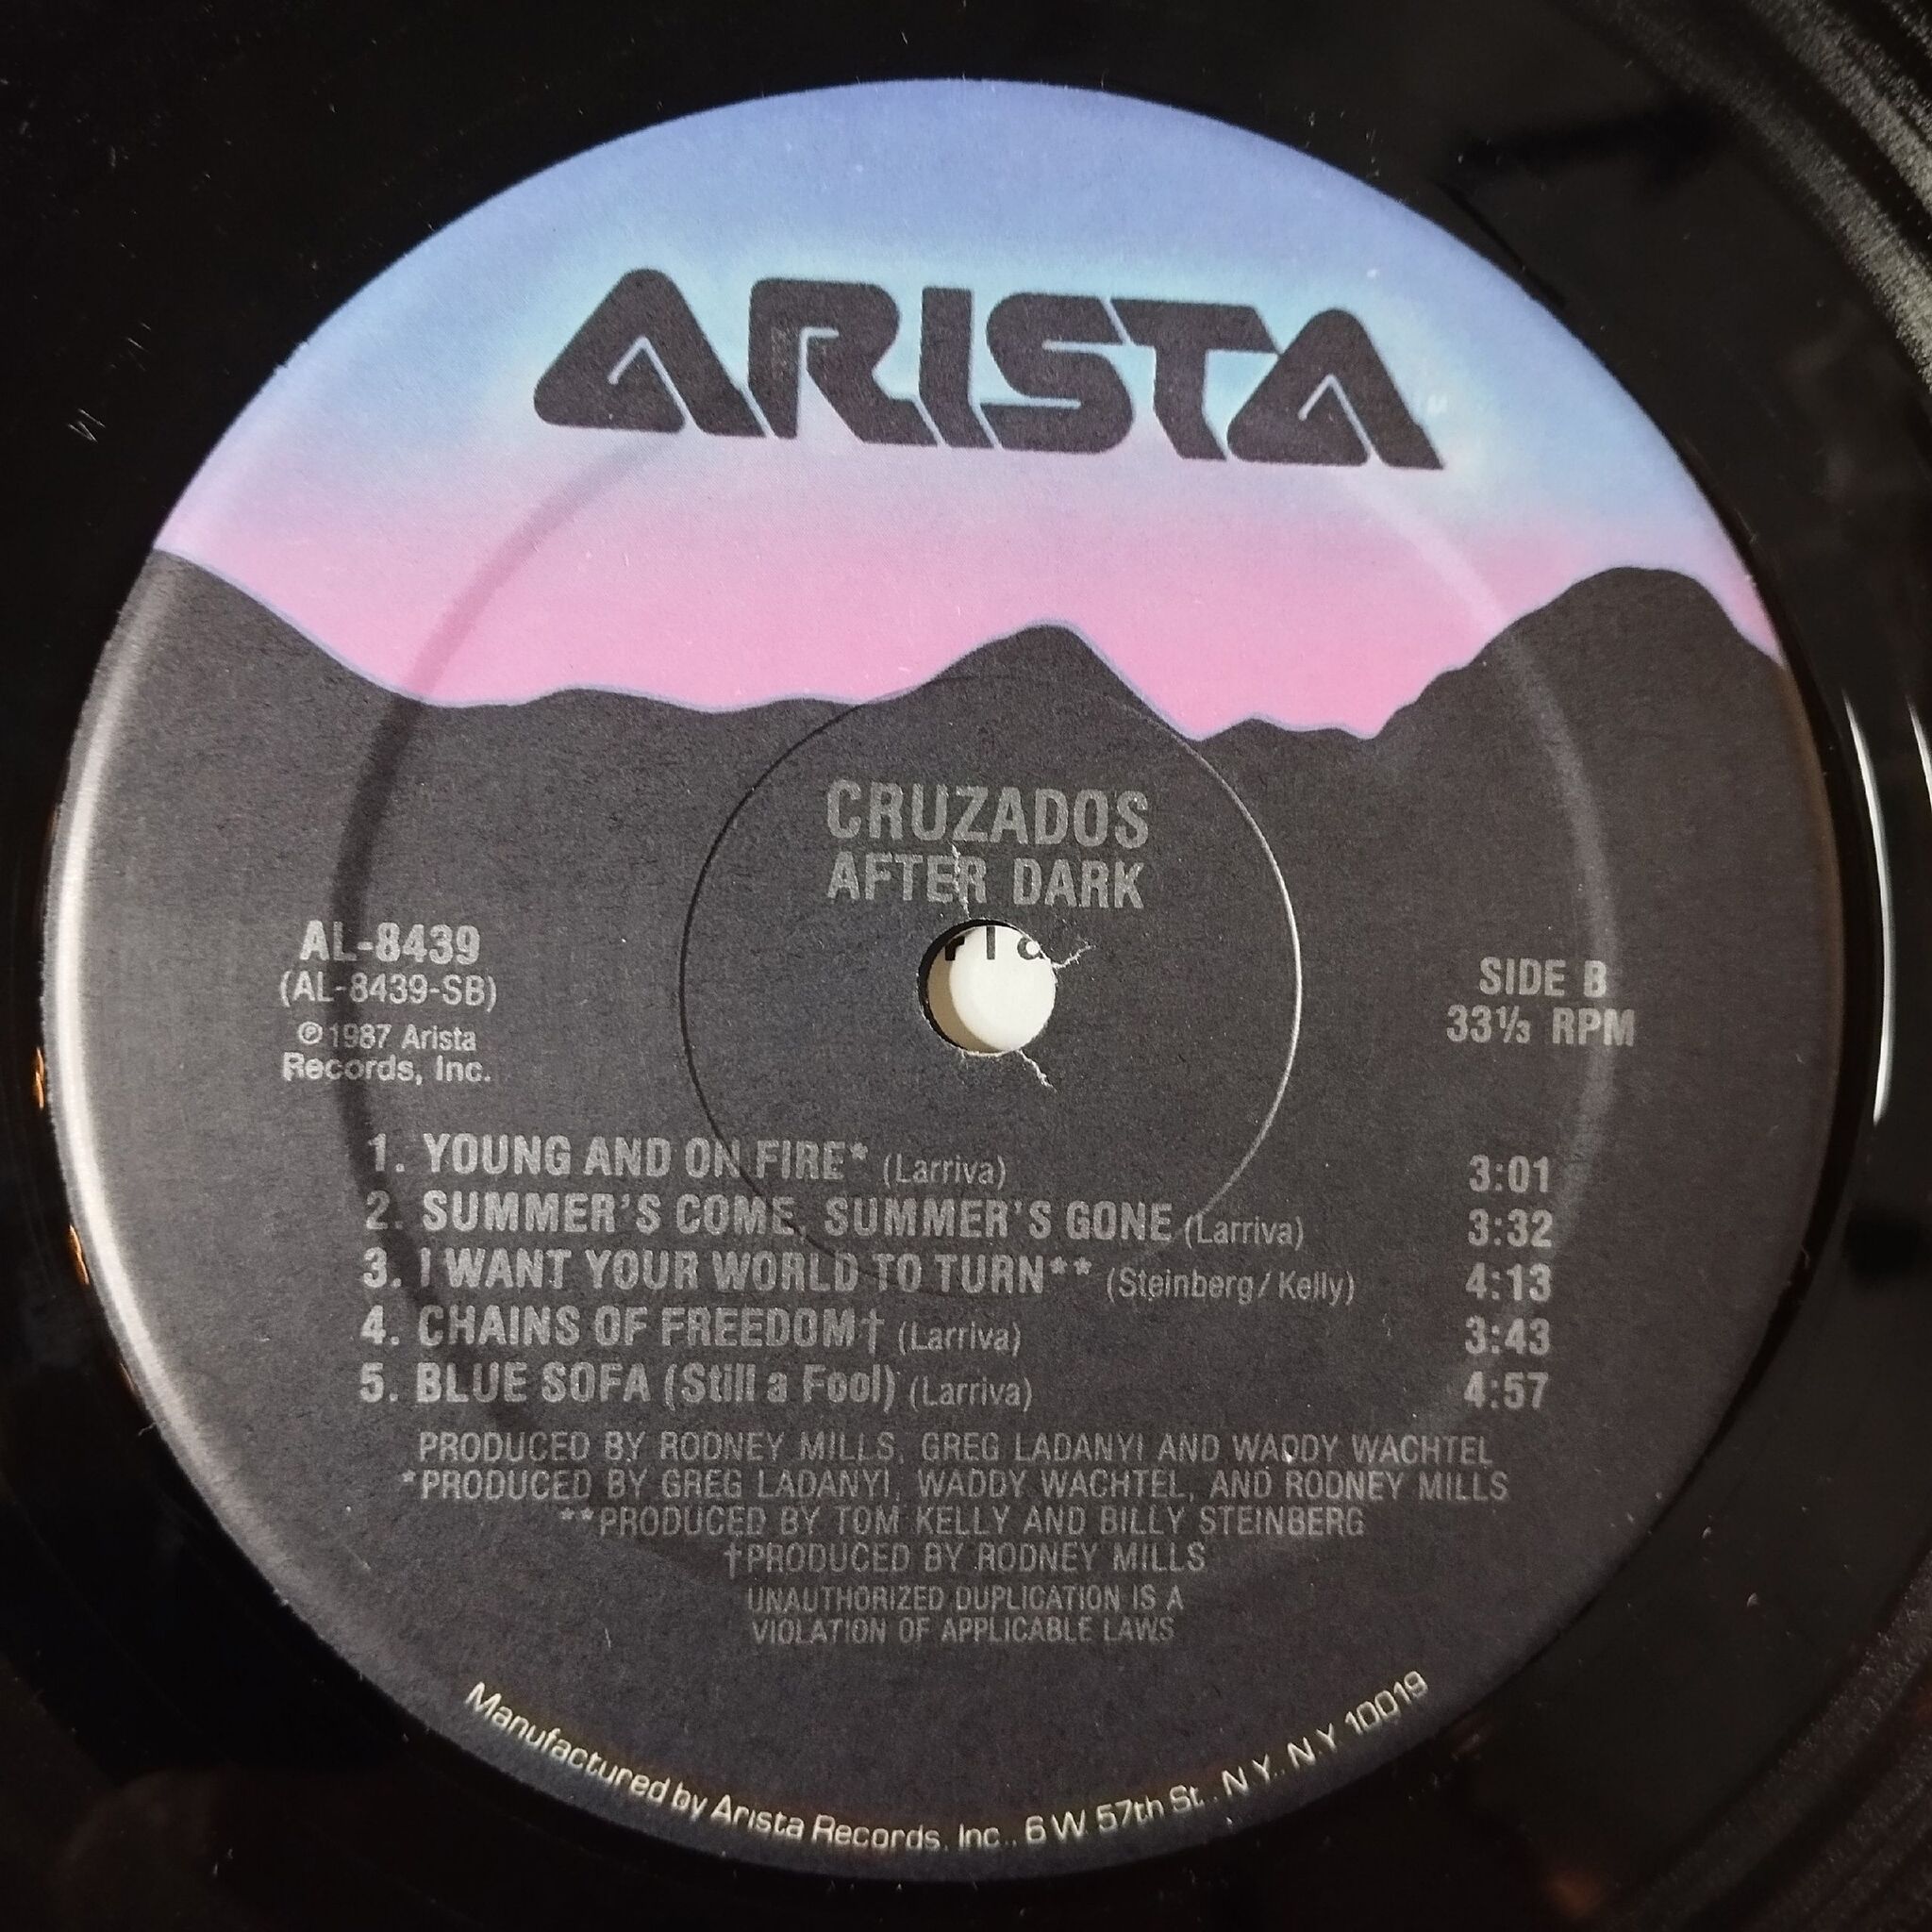 ARISTA
CRUZADOS
AFTER DARK
AL-8439
(AL-8439-SB)
℗1987 Arista
Records, Inc.
SIDE B
33⅓ RPM
1. YOUNG AND ON FIRE* (Larriva) 3:01
2. SUMMER'S COME, SUMMER'S GONE (Larriva) 3:32
3. I WANT YOUR WORLD TO TURN** (Steinberg/Kelly) 4:13
4. CHAINS OF FREEDOM† (Larriva) 3:43
5. BLUE SOFA (Still a Fool) (Larriva) 4:57
PRODUCED BY RODNEY MILLS, GREG LADANYI AND WADDY WACHTEL
*PRODUCED BY GREG LADANYI, WADDY WACHTEL, AND RODNEY MILLS
**PRODUCED BY TOM KELLY AND BILLY STEINBERG
†PRODUCED BY RODNEY MILLS
UNAUTHORIZED DUPLICATION IS A
VIOLATION OF APPLICABLE LAWS
Manufactured by Arista Records, Inc., 6 W 57th St., N.Y., N.Y 10019